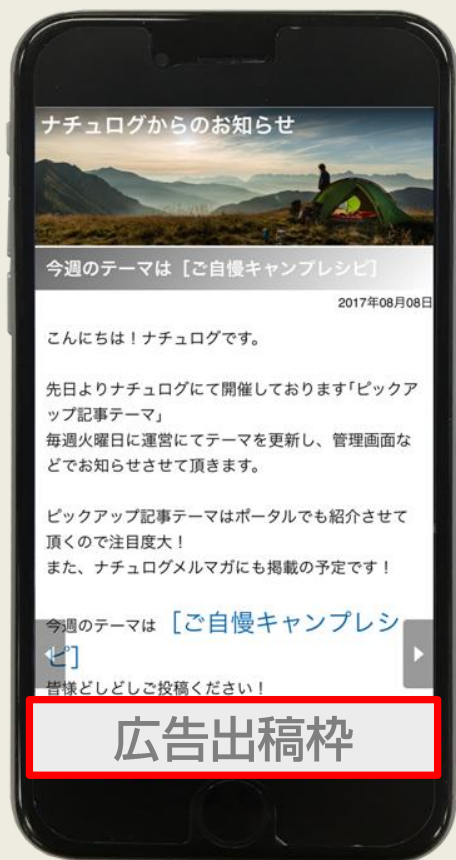 ナチュログからのお知らせ
今週のテーマは［ご自慢キャンプレシピ］
2017年08月08日
こんにちは！ナチュログです。
先日よりナチュログにて開催しております「ピックア
ップ記事テーマ」
毎週火曜日に運営にてテーマを更新し、管理画面な
どでお知らせさせて頂きます。
ピックアップ記事テーマはポータルでも紹介させて
頂くので注目度大！
また、ナチュログメルマガにも掲載の予定です！
今週のテーマは ［ご自慢キャンプレシ
ピ］
皆様どしどしご投稿ください！
広告出稿枠